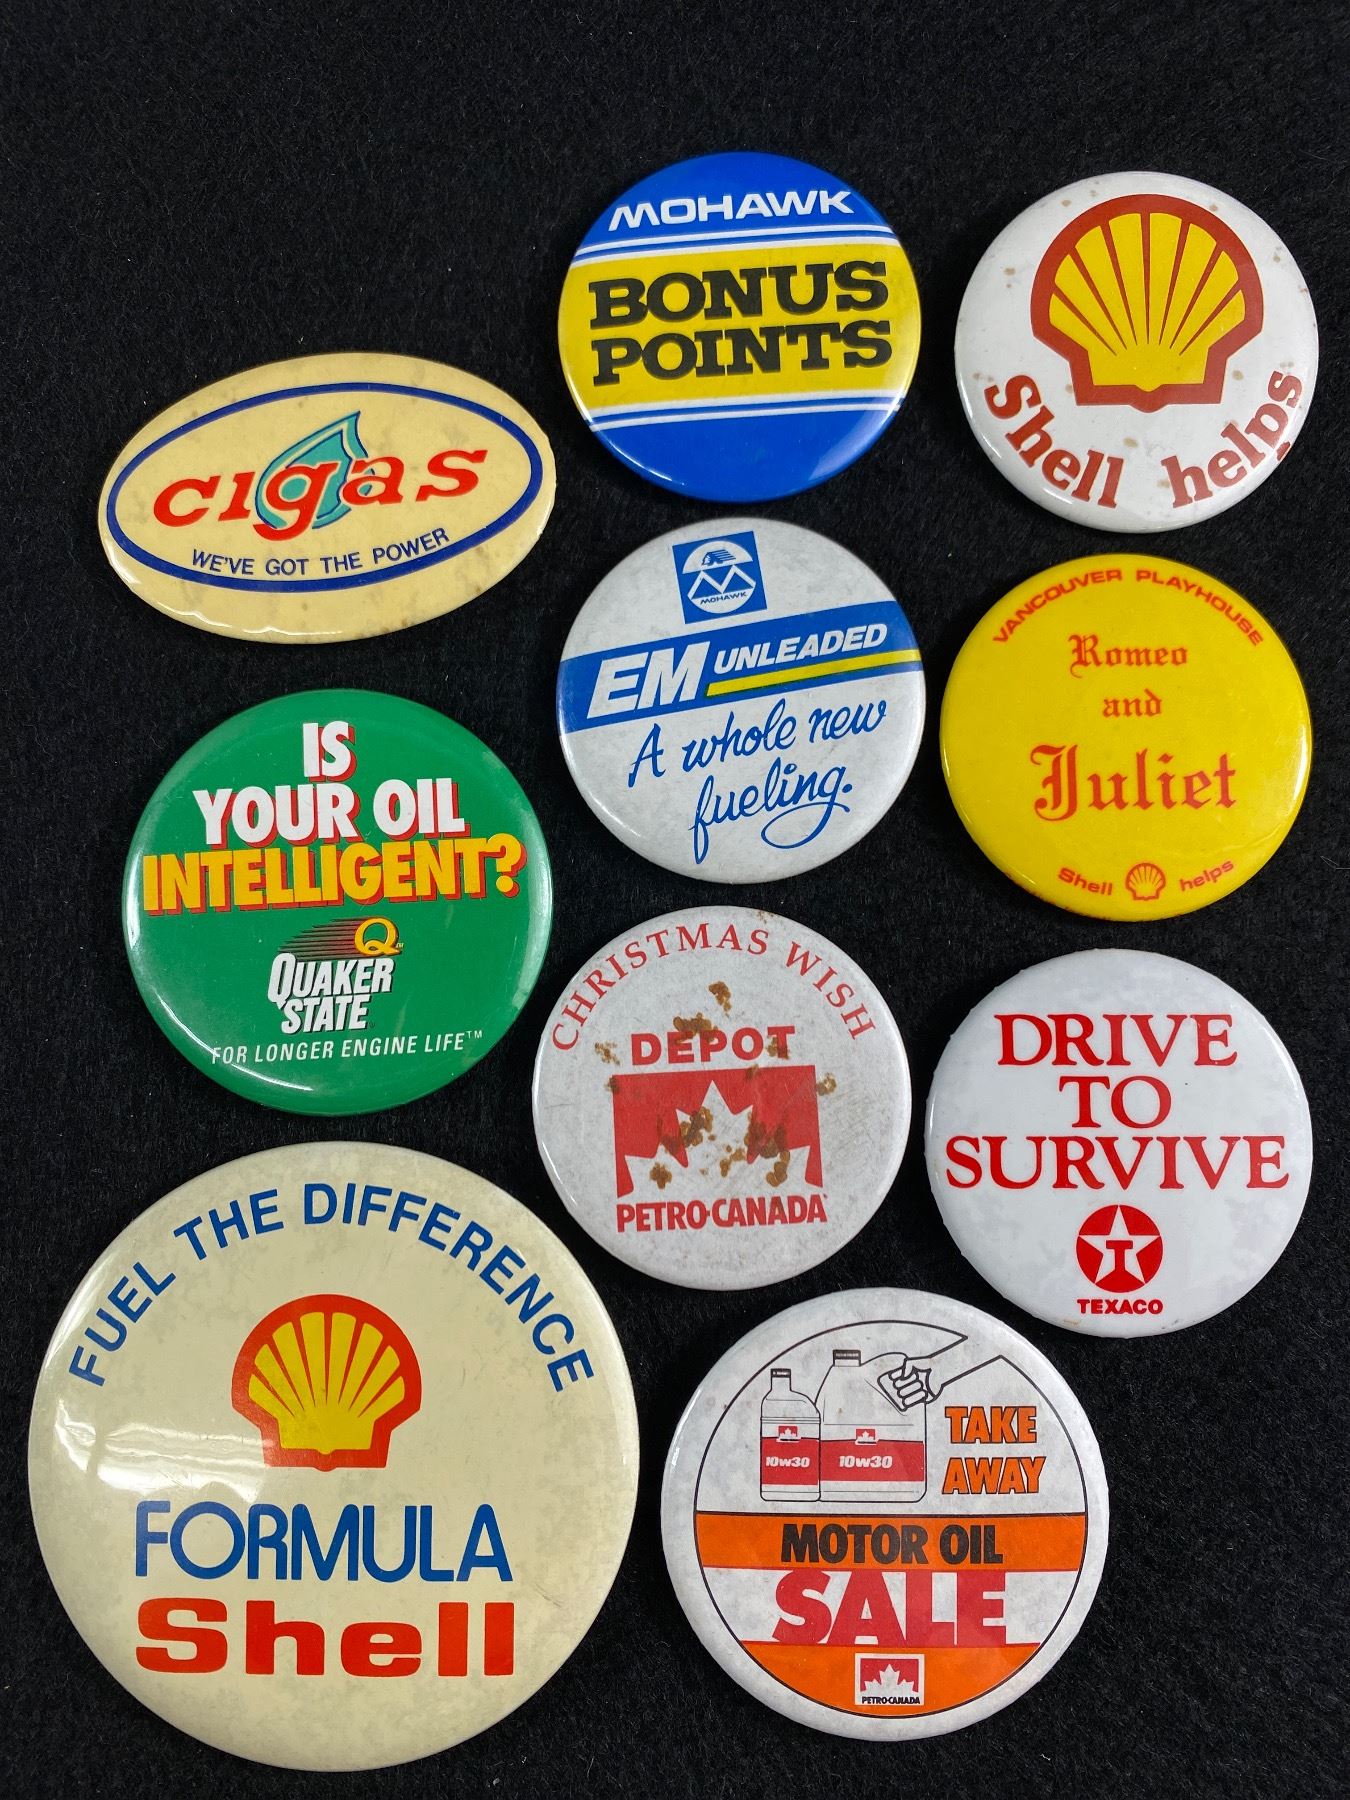 MOHAWK
BONUS
POINTS
Shell helps
cigas
WE'VE GOT THE POWER
MOHAWK
EM UNLEADED
A whole new
fueling.
VANCOUVER PLAYHOUSE
Romeo
and
Juliet
Shell helps
IS
YOUR OIL
INTELLIGENT?
Q™
QUAKER
STATE®
FOR LONGER ENGINE LIFE™
CHRISTMAS WISH
DEPOT
PETRO-CANADA
DRIVE
TO
SURVIVE
T
TEXACO
FUEL THE DIFFERENCE
FORMULA
Shell
10w30 10w30
TAKE
AWAY
MOTOR OIL
SALE
PETRO-CANADA